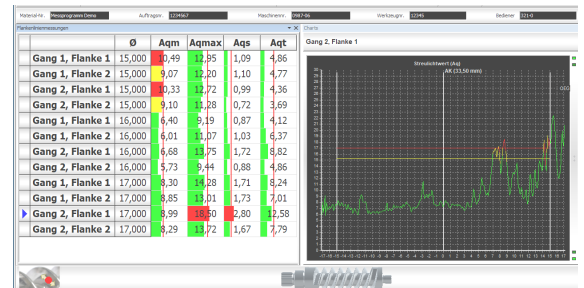 Material-Nr. Messprogramm Demo Auftragsnr. 1234567 Maschinennr. 0987-06 Werkzeugnr. 12345 Bediener 321-0
Flankenlinienmessungen
Ø Aqm Aqmax Aqs Aqt
Gang 1, Flanke 1 15,000 10,49 12,95 1,09 4,86
Gang 1, Flanke 2 15,000 9,07 12,20 1,10 4,77
Gang 2, Flanke 1 15,000 10,33 12,72 0,99 4,36
Gang 2, Flanke 2 15,000 9,10 11,28 0,72 3,69
Gang 1, Flanke 1 16,000 6,40 9,19 0,87 4,12
Gang 1, Flanke 2 16,000 6,01 11,07 1,03 6,37
Gang 2, Flanke 1 16,000 6,68 13,75 1,72 8,82
Gang 2, Flanke 2 16,000 5,73 9,44 0,88 4,86
Gang 1, Flanke 1 17,000 8,30 14,28 1,71 8,24
Gang 1, Flanke 2 17,000 8,85 13,01 1,73 7,01
Gang 2, Flanke 1 17,000 8,99 18,50 2,80 12,58
Gang 2, Flanke 2 17,000 8,29 13,72 1,67 7,79
Charts
Gang 2, Flanke 1
Streulichtwert (Aq)
AK (33,50 mm)